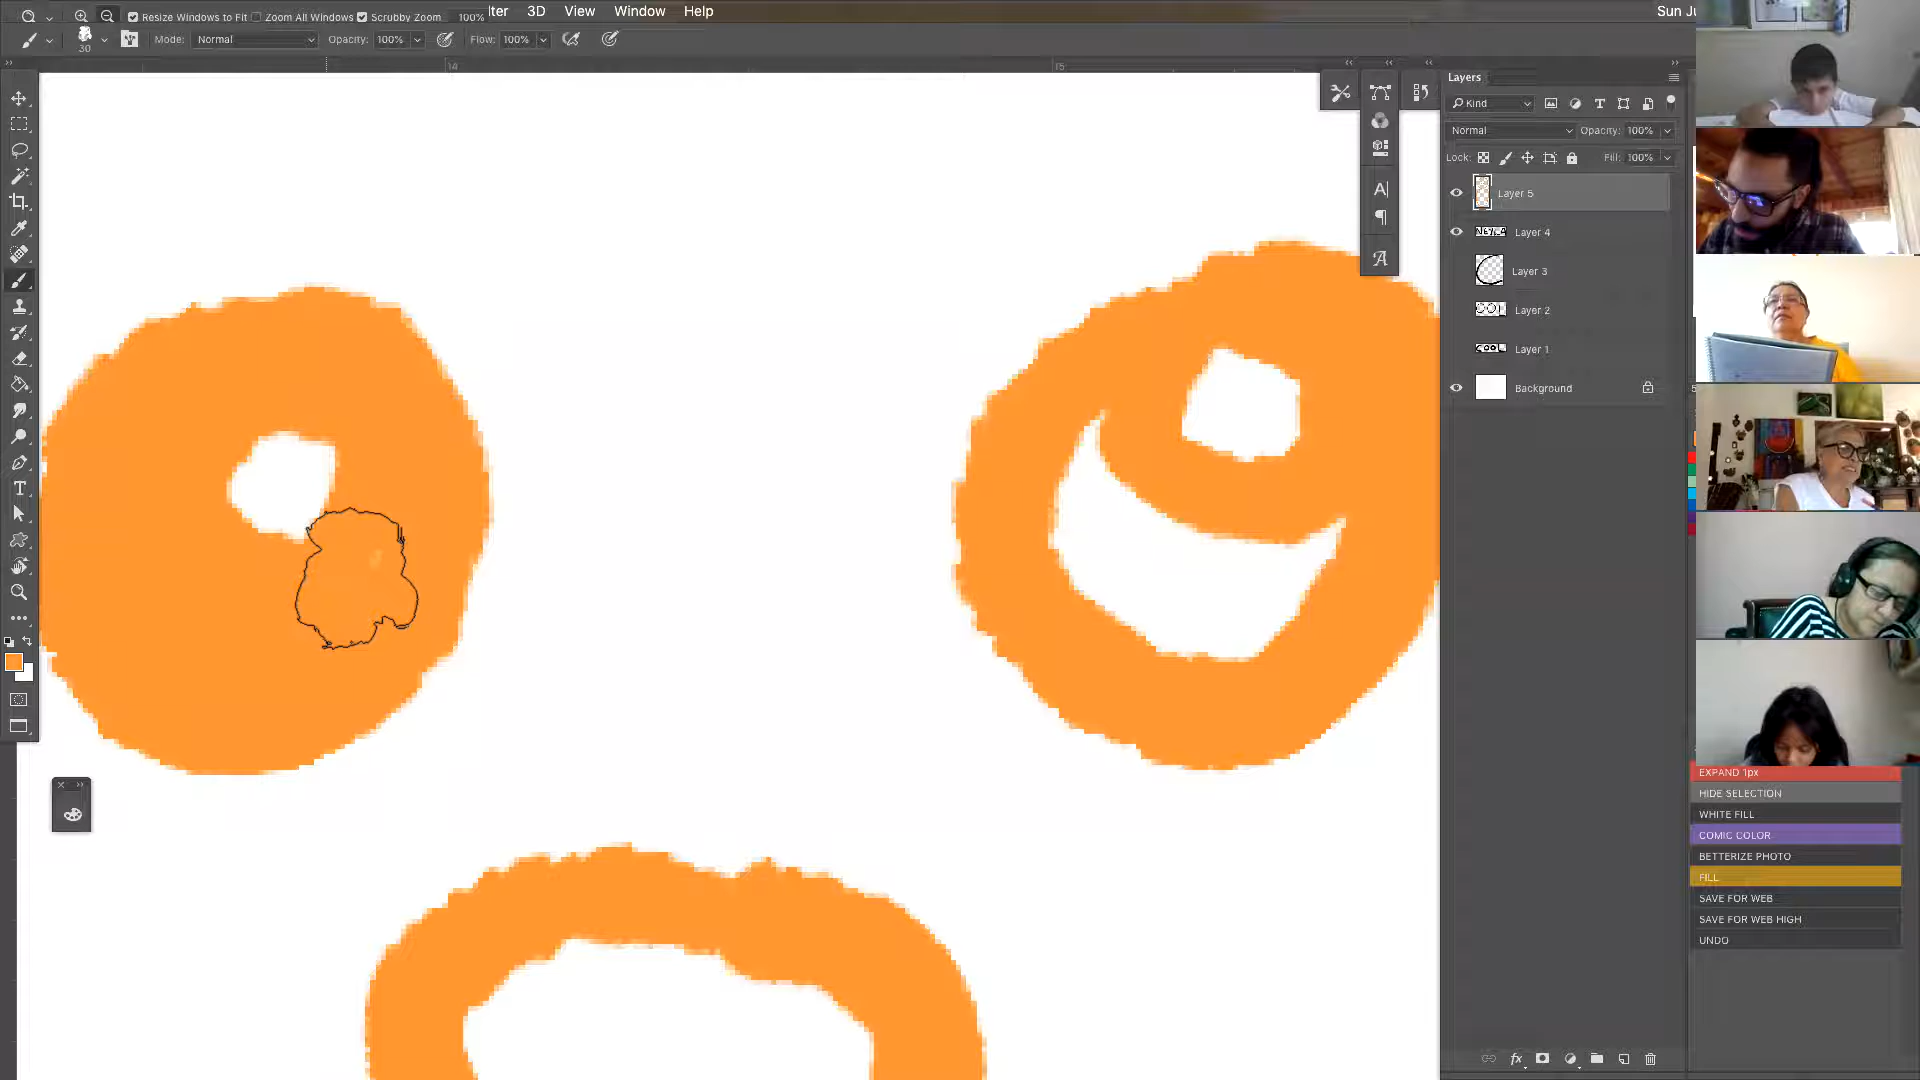 Resize Windows to Fit Zoom All Windows Scrubby Zoom 100% lter 3D View Window Help Sun Ju
30 Mode: Normal Opacity: 100% Flow: 100%
14 15
Layers
Kind
Normal Opacity: 100%
Lock: Fill: 100%
Layer 5
Layer 4
Layer 3
Layer 2
Layer 1
Background
EXPAND 1px
HIDE SELECTION
WHITE FILL
COMIC COLOR
BETTERIZE PHOTO
FILL
SAVE FOR WEB
SAVE FOR WEB HIGH
UNDO